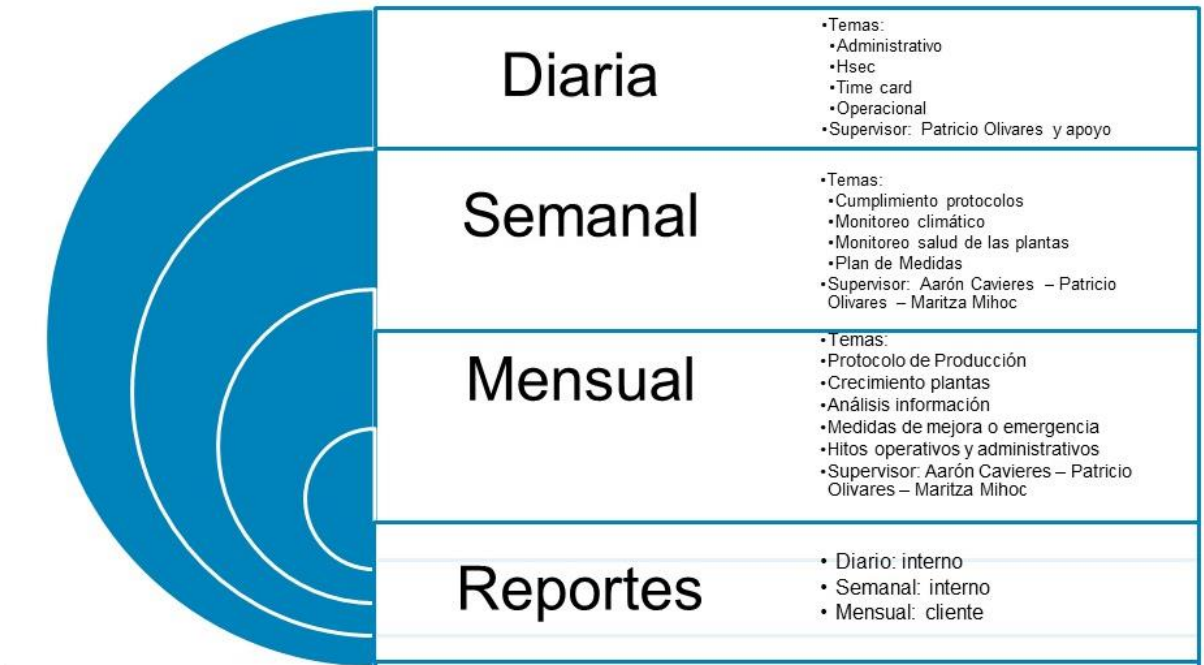 Diaria
•Temas:
•Administrativo
•Hsec
•Time card
•Operacional
•Supervisor: Patricio Olivares y apoyo
Semanal
•Temas:
•Cumplimiento protocolos
•Monitoreo climático
•Monitoreo salud de las plantas
•Plan de Medidas
•Supervisor: Aarón Cavieres – Patricio
Olivares – Maritza Mihoc
Mensual
•Temas:
•Protocolo de Producción
•Crecimiento plantas
•Análisis información
•Medidas de mejora o emergencia
•Hitos operativos y administrativos
•Supervisor: Aarón Cavieres – Patricio
Olivares – Maritza Mihoc
Reportes
• Diario: interno
• Semanal: interno
• Mensual: cliente